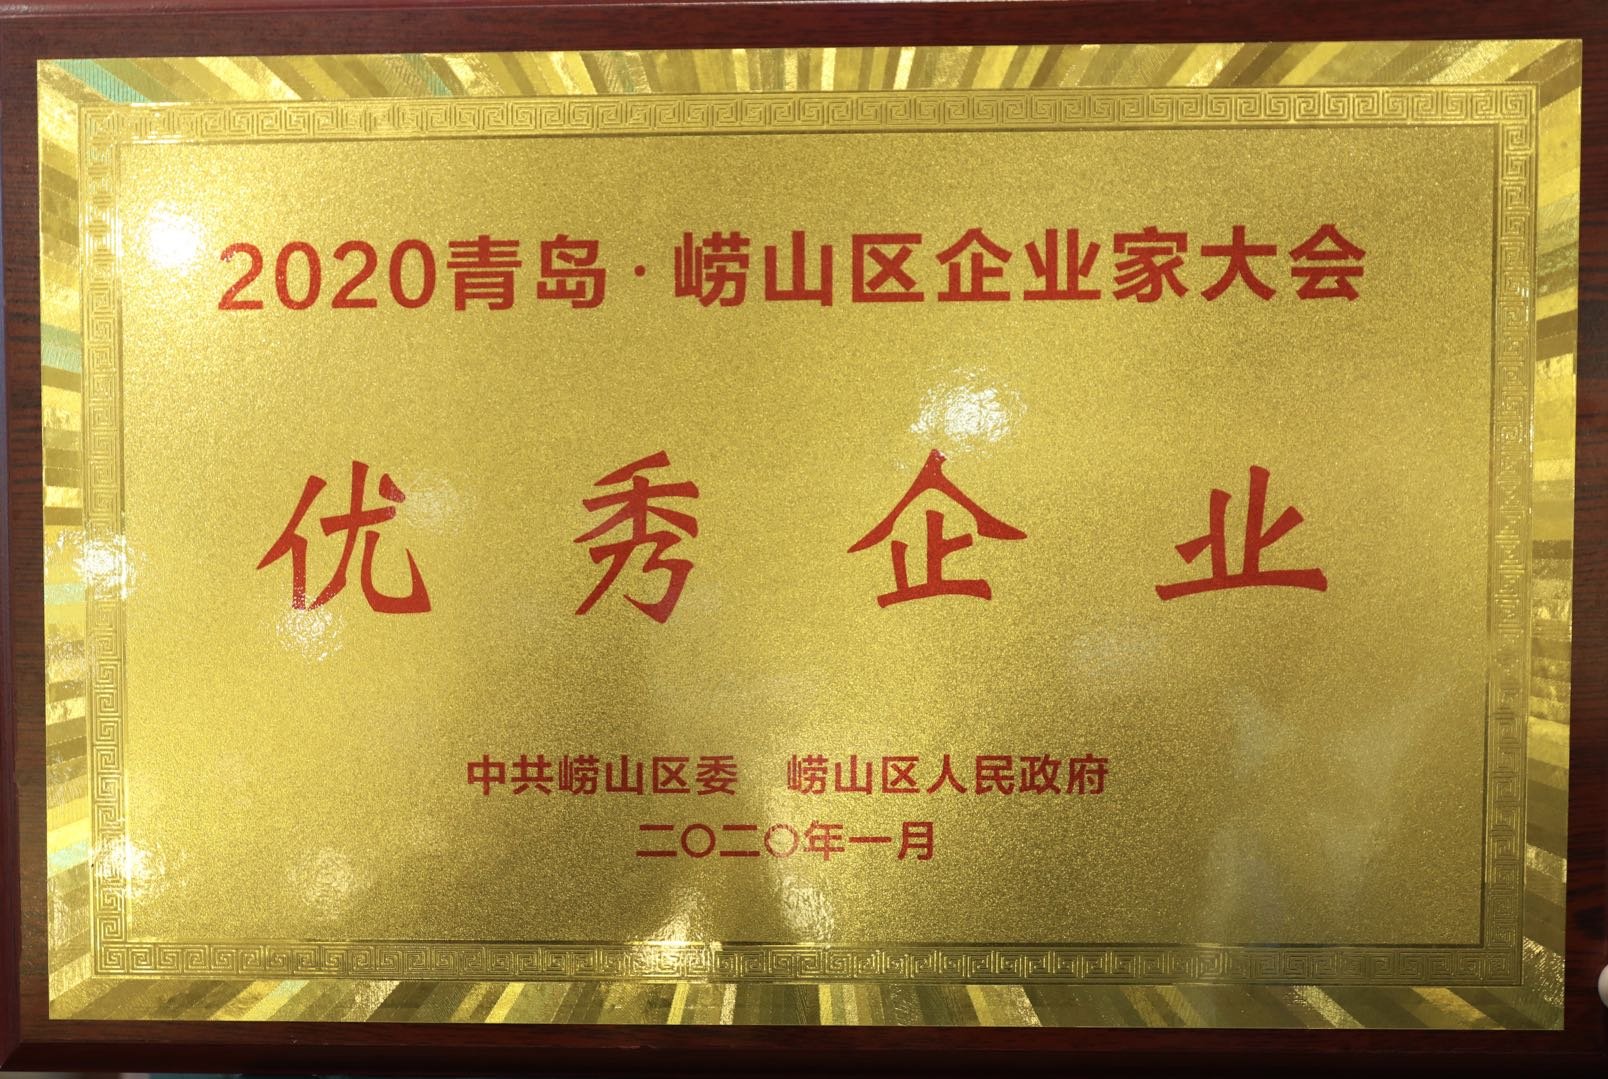 2020青岛·崂山区企业家大会
优秀企业
中共崂山区委 崂山区人民政府
二〇二〇年一月